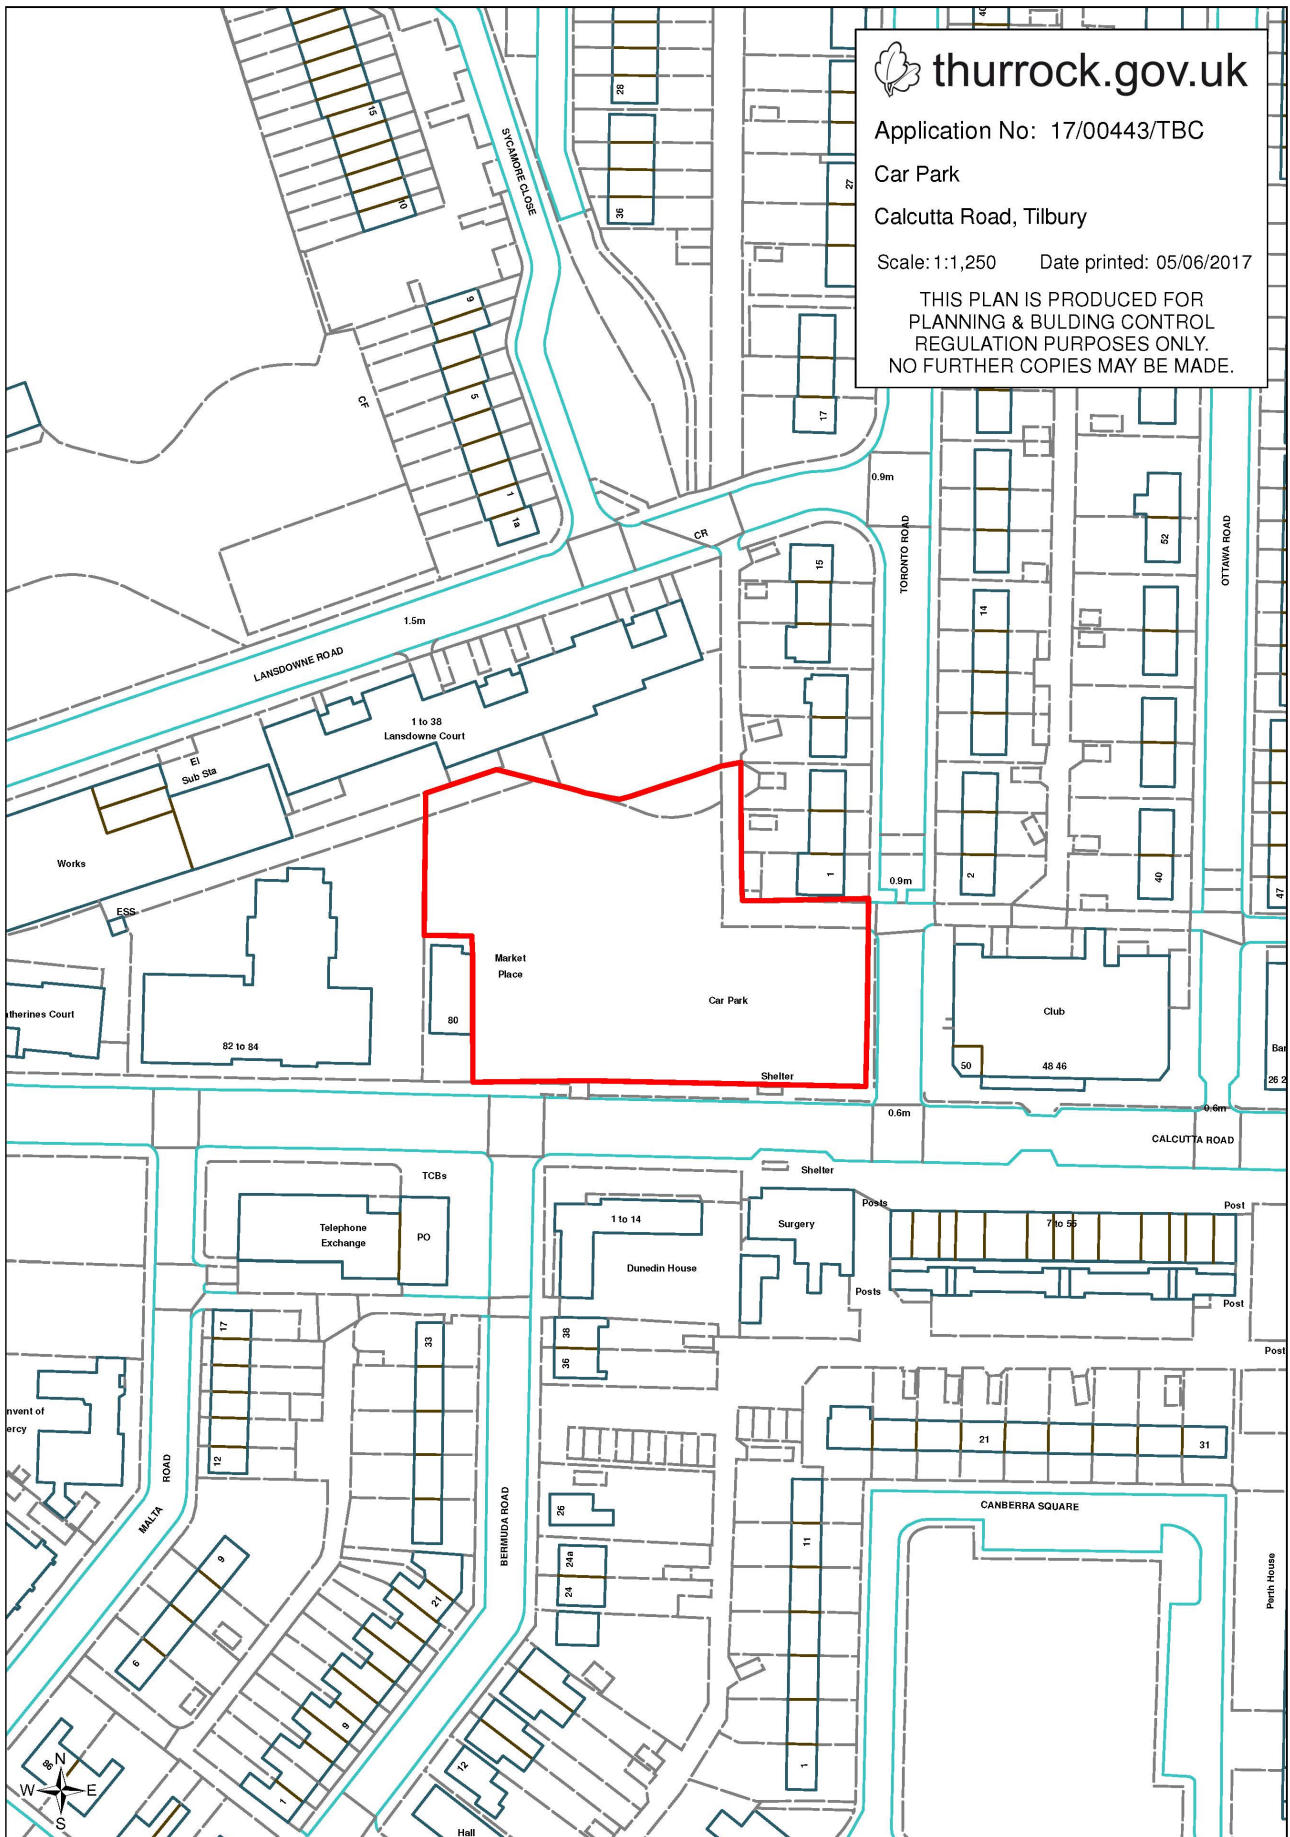 thurrock.gov.uk
Application No: 17/00443/TBC
Car Park
Calcutta Road, Tilbury
Scale: 1:1,250 Date printed: 05/06/2017
THIS PLAN IS PRODUCED FOR
PLANNING & BULDING CONTROL
REGULATION PURPOSES ONLY.
NO FURTHER COPIES MAY BE MADE.
40
28
15
SYCAMORE CLOSE
27
10
36
9
CF
5
17
1
1a
0.9m
CR
TORONTO ROAD
OTTAWA ROAD
52
15
14
1.5m
LANSDOWNE ROAD
1 to 38
Lansdowne Court
El
Sub Sta
Works
1
0.9m
2
40
47
ESS
Market
Place
Car Park
Club
80
atherines Court
82 to 84
50
48 46
Bar
26 2
Shelter
0.6m
0.6m
CALCUTTA ROAD
TCBs
Shelter
Telephone
Exchange
PO
1 to 14
Surgery
Posts
7 to 55
Post
Dunedin House
Posts
Post
Post
17
33
38
36
nvent of
ercy
12
21
31
MALTA ROAD
BERMUDA ROAD
CANBERRA SQUARE
26
11
24a
24
9
21
6
Perth House
9
86
12
1
1
Hall
N
W E
S